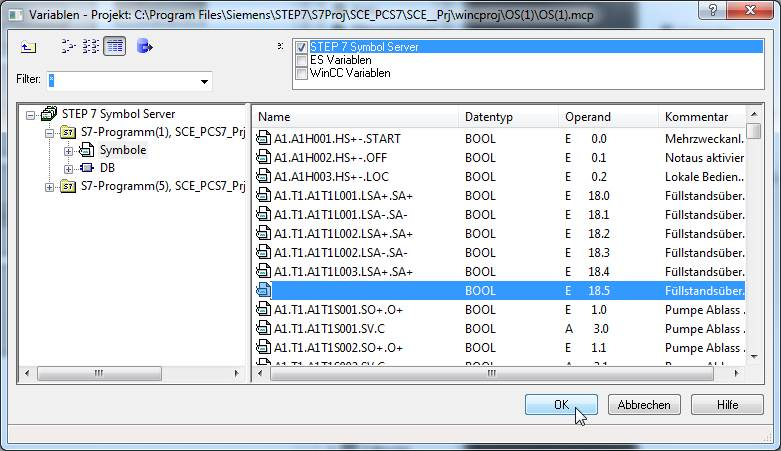 Variablen - Projekt: C:\Program Files\Siemens\STEP7\S7Proj\SCE_PCS7\SCE__Prj\wincproj\OS(1)\OS(1).mcp
STEP 7 Symbol Server
ES Variablen
WinCC Variablen
Filter: *
STEP 7 Symbol Server
S7-Programm(1), SCE_PCS7_Prj
Symbole
DB
S7-Programm(5), SCE_PCS7_Prj
Name Datentyp Operand Kommentar
A1.A1H001.HS+-.START BOOL E 0.0 Mehrzweckanl.
A1.A1H002.HS+-.OFF BOOL E 0.1 Notaus aktivier
A1.A1H003.HS+-.LOC BOOL E 0.2 Lokale Bedien..
A1.T1.A1T1L001.LSA+.SA+ BOOL E 18.0 Füllstandsüber.
A1.T1.A1T1L001.LSA-.SA- BOOL E 18.1 Füllstandsüber.
A1.T1.A1T1L002.LSA+.SA+ BOOL E 18.2 Füllstandsüber.
A1.T1.A1T1L002.LSA-.SA- BOOL E 18.3 Füllstandsüber.
A1.T1.A1T1L003.LSA+.SA+ BOOL E 18.4 Füllstandsüber.
BOOL E 18.5 Füllstandsüber.
A1.T1.A1T1S001.SO+.O+ BOOL E 1.0 Pumpe Ablass .
A1.T1.A1T1S001.SV.C BOOL A 3.0 Pumpe Ablass .
A1.T1.A1T1S002.SO+.O+ BOOL E 1.1 Pumpe Ablass .
OK Abbrechen Hilfe